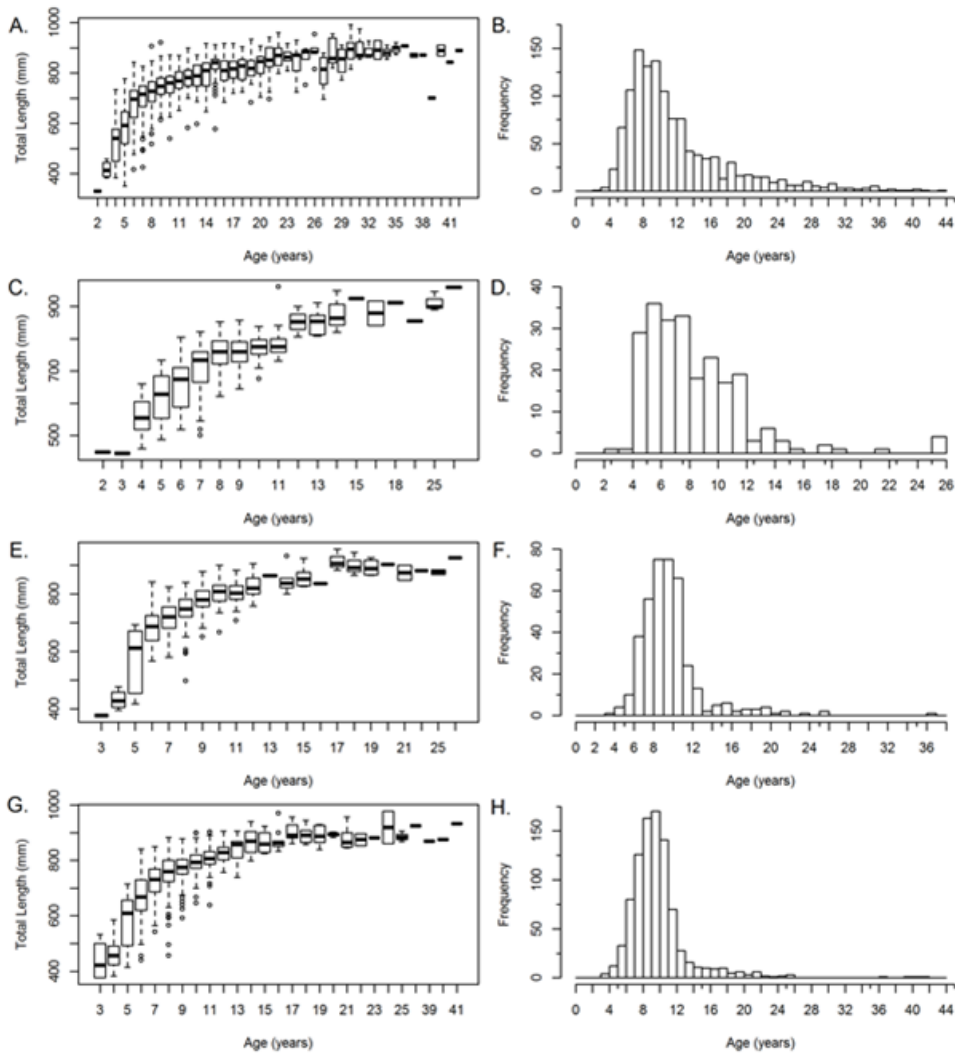 A.
Total Length (mm)
1000
800
600
400
2 5 8 11 14 17 20 23 26 29 32 35 38 41
Age (years)
B.
Frequency
150
100
50
0
0 4 8 12 16 20 24 28 32 36 40 44
Age (years)
C.
Total Length (mm)
900
700
500
2 3 4 5 6 7 8 9 11 13 15 18 25
Age (years)
D.
Frequency
40
30
20
10
0
0 2 4 6 8 10 12 14 16 18 20 22 24 26
Age (years)
E.
Total Length (mm)
800
600
400
3 5 7 9 11 13 15 17 19 21 25
Age (years)
F.
Frequency
80
60
40
20
0
0 2 4 6 8 12 16 20 24 28 32 36
Age (years)
G.
Total Length (mm)
1000
800
600
400
3 5 7 9 11 13 15 17 19 21 23 25 39 41
Age (years)
H.
Frequency
150
100
50
0
0 4 8 12 16 20 24 28 32 36 40 44
Age (years)